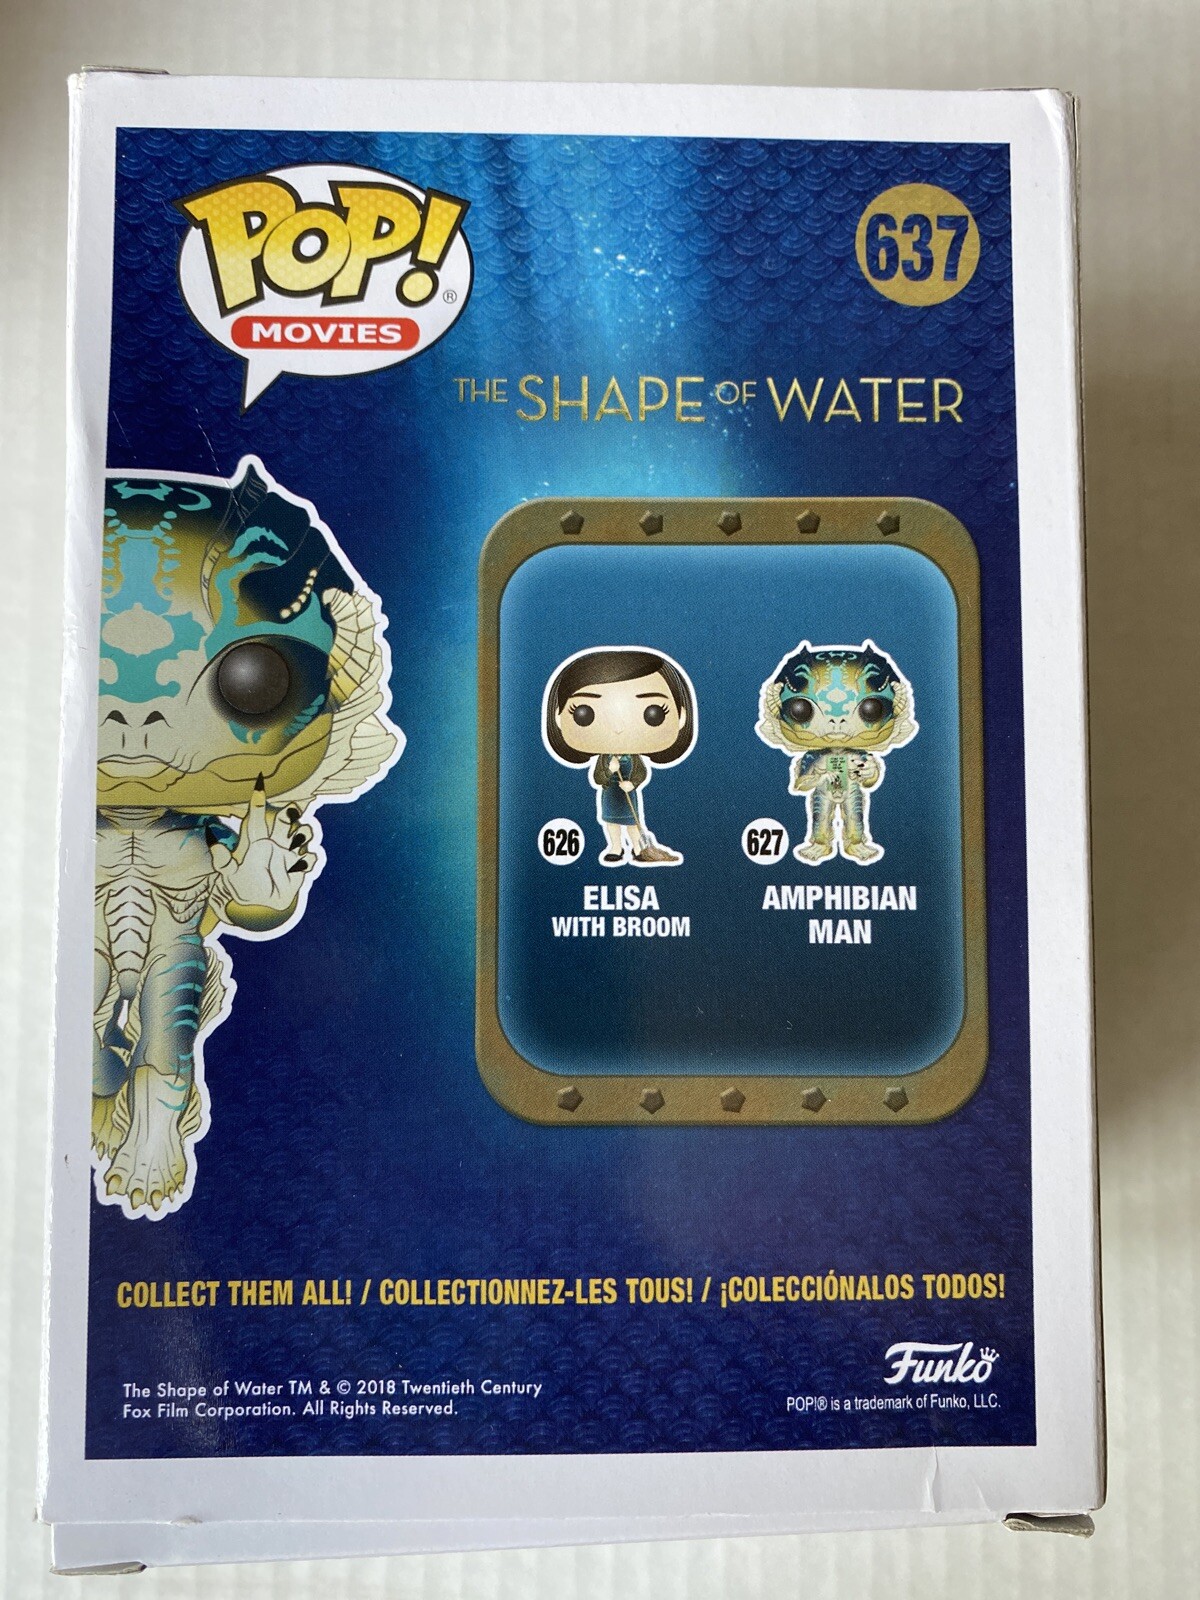 POP!®
MOVIES
637
THE SHAPE OF WATER
626
627
ELISA
WITH BROOM
AMPHIBIAN
MAN
COLLECT THEM ALL! / COLLECTIONNEZ-LES TOUS! / ¡COLECCIÓNALOS TODOS!
Funko
The Shape of Water TM & © 2018 Twentieth Century
Fox Film Corporation. All Rights Reserved.
POP!® is a trademark of Funko, LLC.